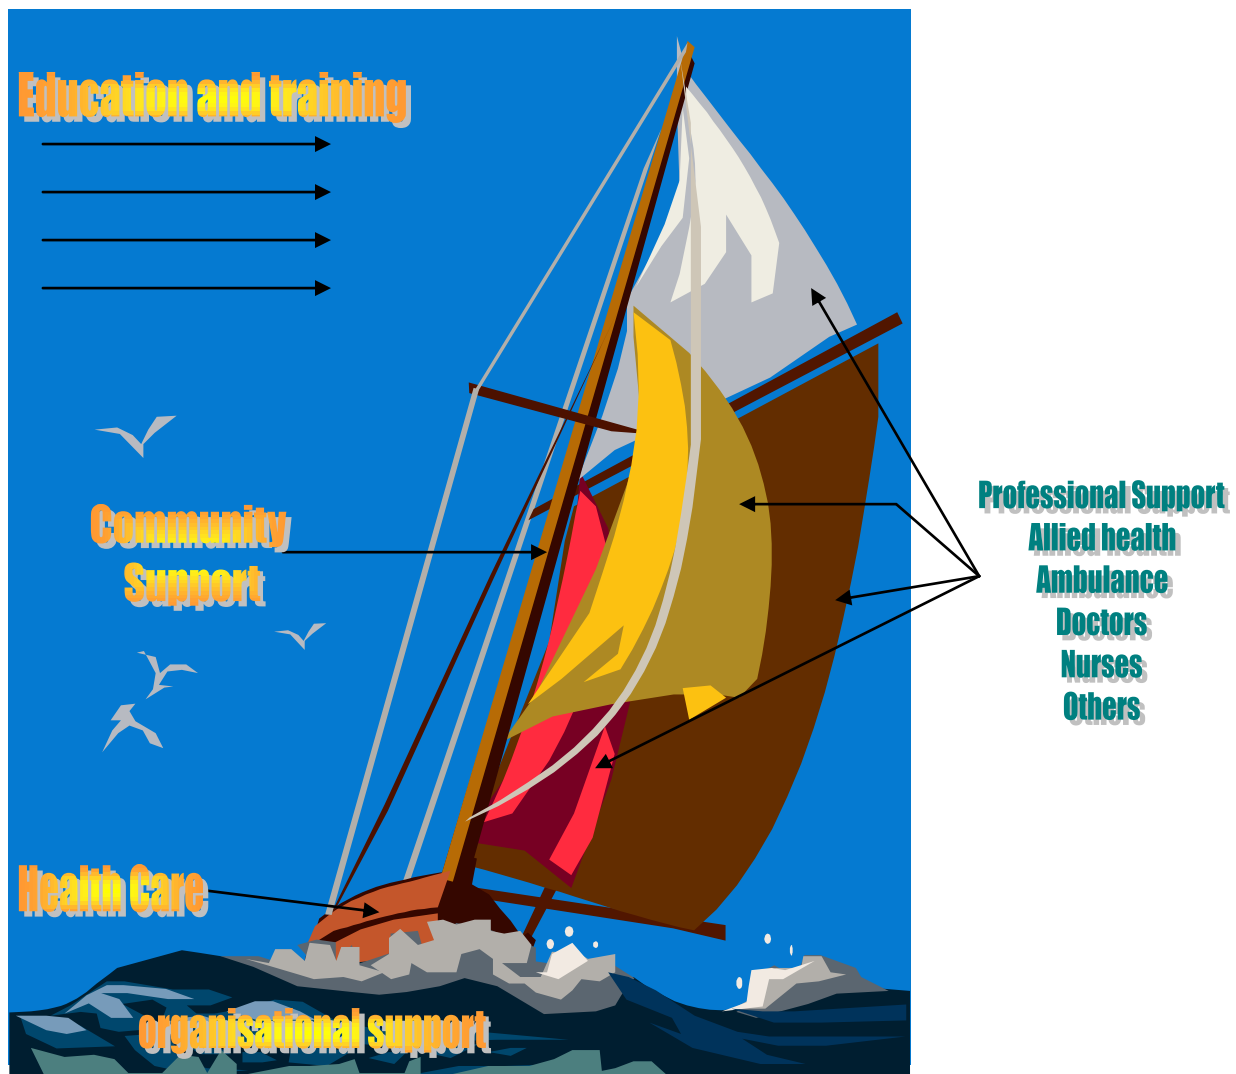 Education and training
Community
Support
Professional Support
Allied health
Ambulance
Doctors
Nurses
Others
Health Care
organisational support